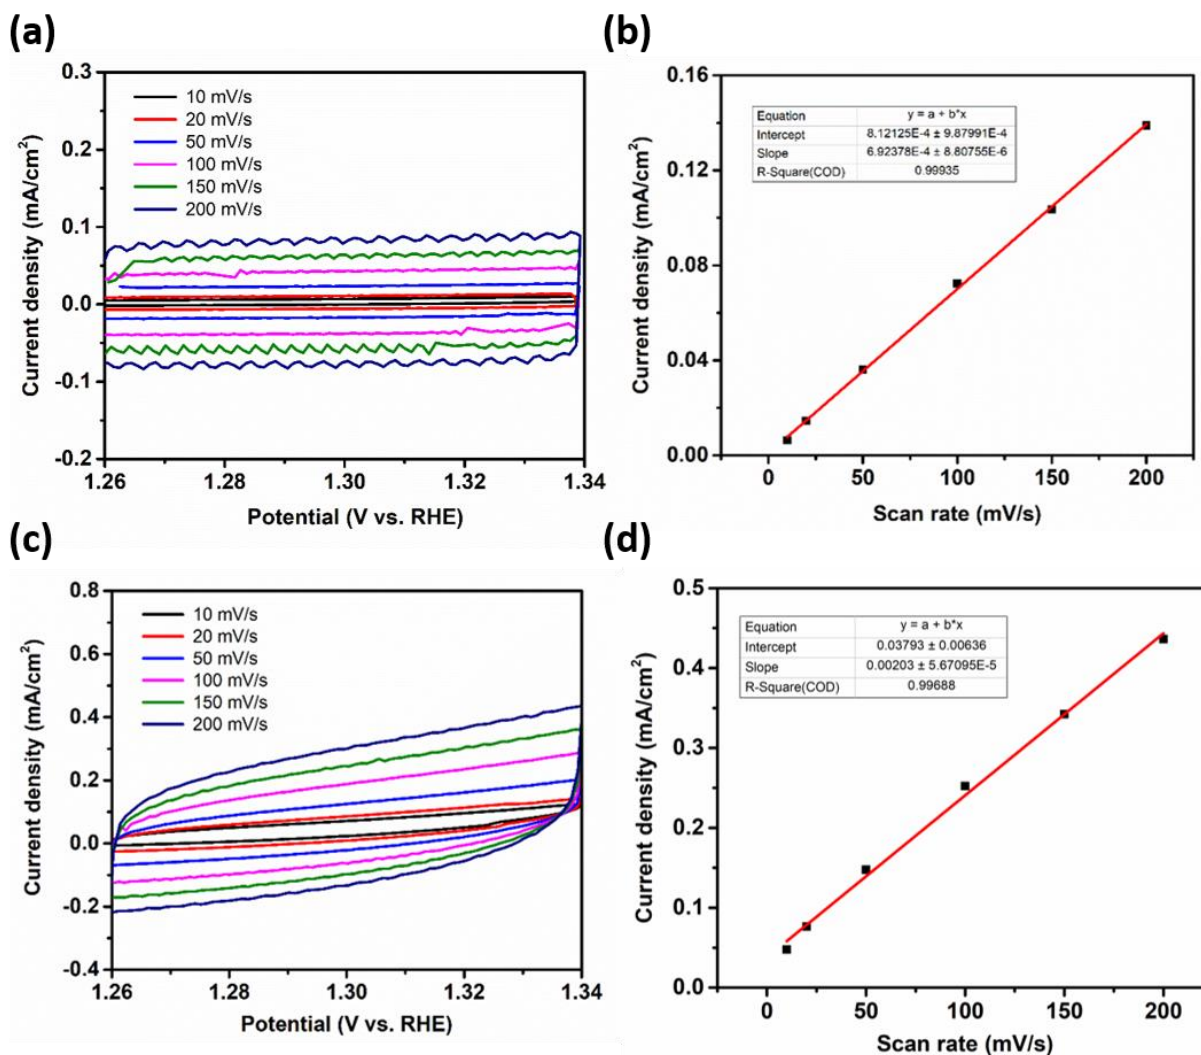 (a)
0.3
0.2
0.1
0.0
-0.1
-0.2
Current density (mA/cm²)
10 mV/s
20 mV/s
50 mV/s
100 mV/s
150 mV/s
200 mV/s
1.26 1.28 1.30 1.32 1.34
Potential (V vs. RHE)
(b)
0.16
0.12
0.08
0.04
0.00
Current density (mA/cm²)
Equation y = a + b*x
Intercept 8.12125E-4 ± 9.87991E-4
Slope 6.92378E-4 ± 8.80755E-6
R-Square(COD) 0.99935
0 50 100 150 200
Scan rate (mV/s)
(c)
0.8
0.6
0.4
0.2
0.0
-0.2
-0.4
Current density (mA/cm²)
10 mV/s
20 mV/s
50 mV/s
100 mV/s
150 mV/s
200 mV/s
1.26 1.28 1.30 1.32 1.34
Potential (V vs. RHE)
(d)
0.5
0.4
0.3
0.2
0.1
0.0
Current density (mA/cm²)
Equation y = a + b*x
Intercept 0.03793 ± 0.00636
Slope 0.00203 ± 5.67095E-5
R-Square(COD) 0.99688
0 50 100 150 200
Scan rate (mV/s)